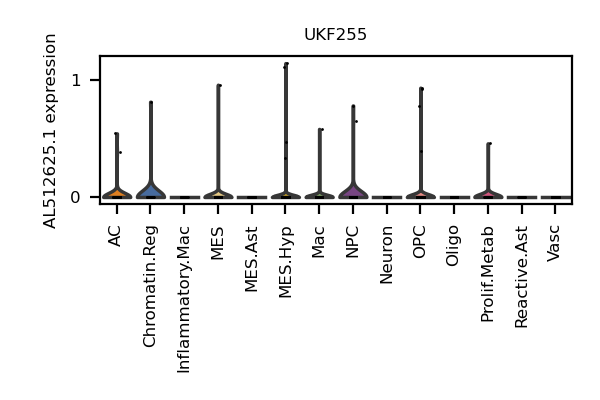 UKF255
AL512625.1 expression
1
0
AC
Chromatin.Reg
Inflammatory.Mac
MES
MES.Ast
MES.Hyp
Mac
NPC
Neuron
OPC
Oligo
Prolif.Metab
Reactive.Ast
Vasc